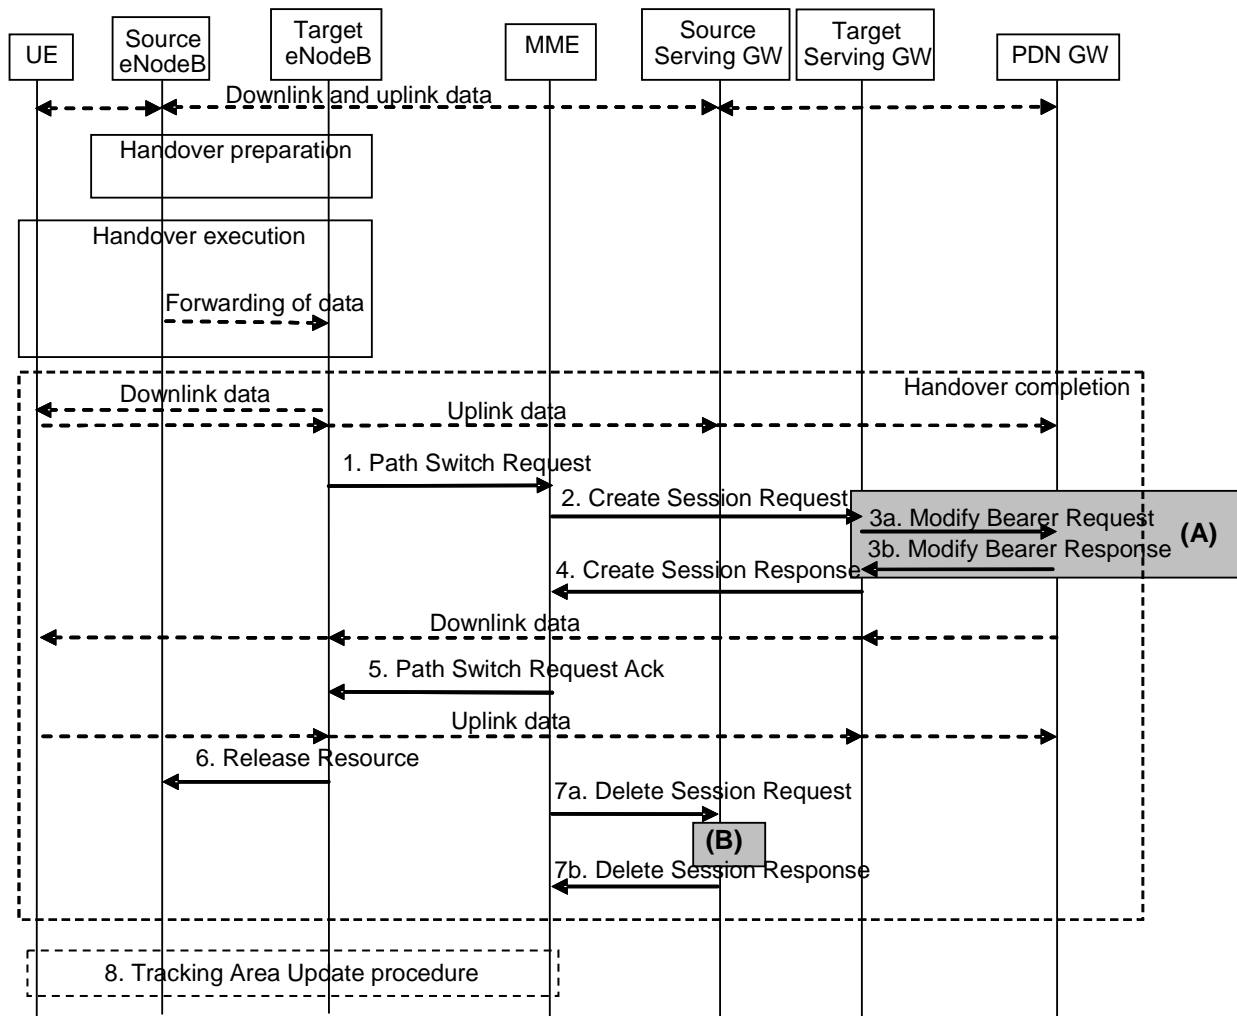 UE
Source
eNodeB
Target
eNodeB
MME
Source
Serving GW
Target
Serving GW
PDN GW
Downlink and uplink data
Handover preparation
Handover execution
Forwarding of data
Handover completion
Downlink data
Uplink data
1. Path Switch Request
2. Create Session Request
3a. Modify Bearer Request
(A)
3b. Modify Bearer Response
4. Create Session Response
Downlink data
5. Path Switch Request Ack
Uplink data
6. Release Resource
7a. Delete Session Request
(B)
7b. Delete Session Response
8. Tracking Area Update procedure